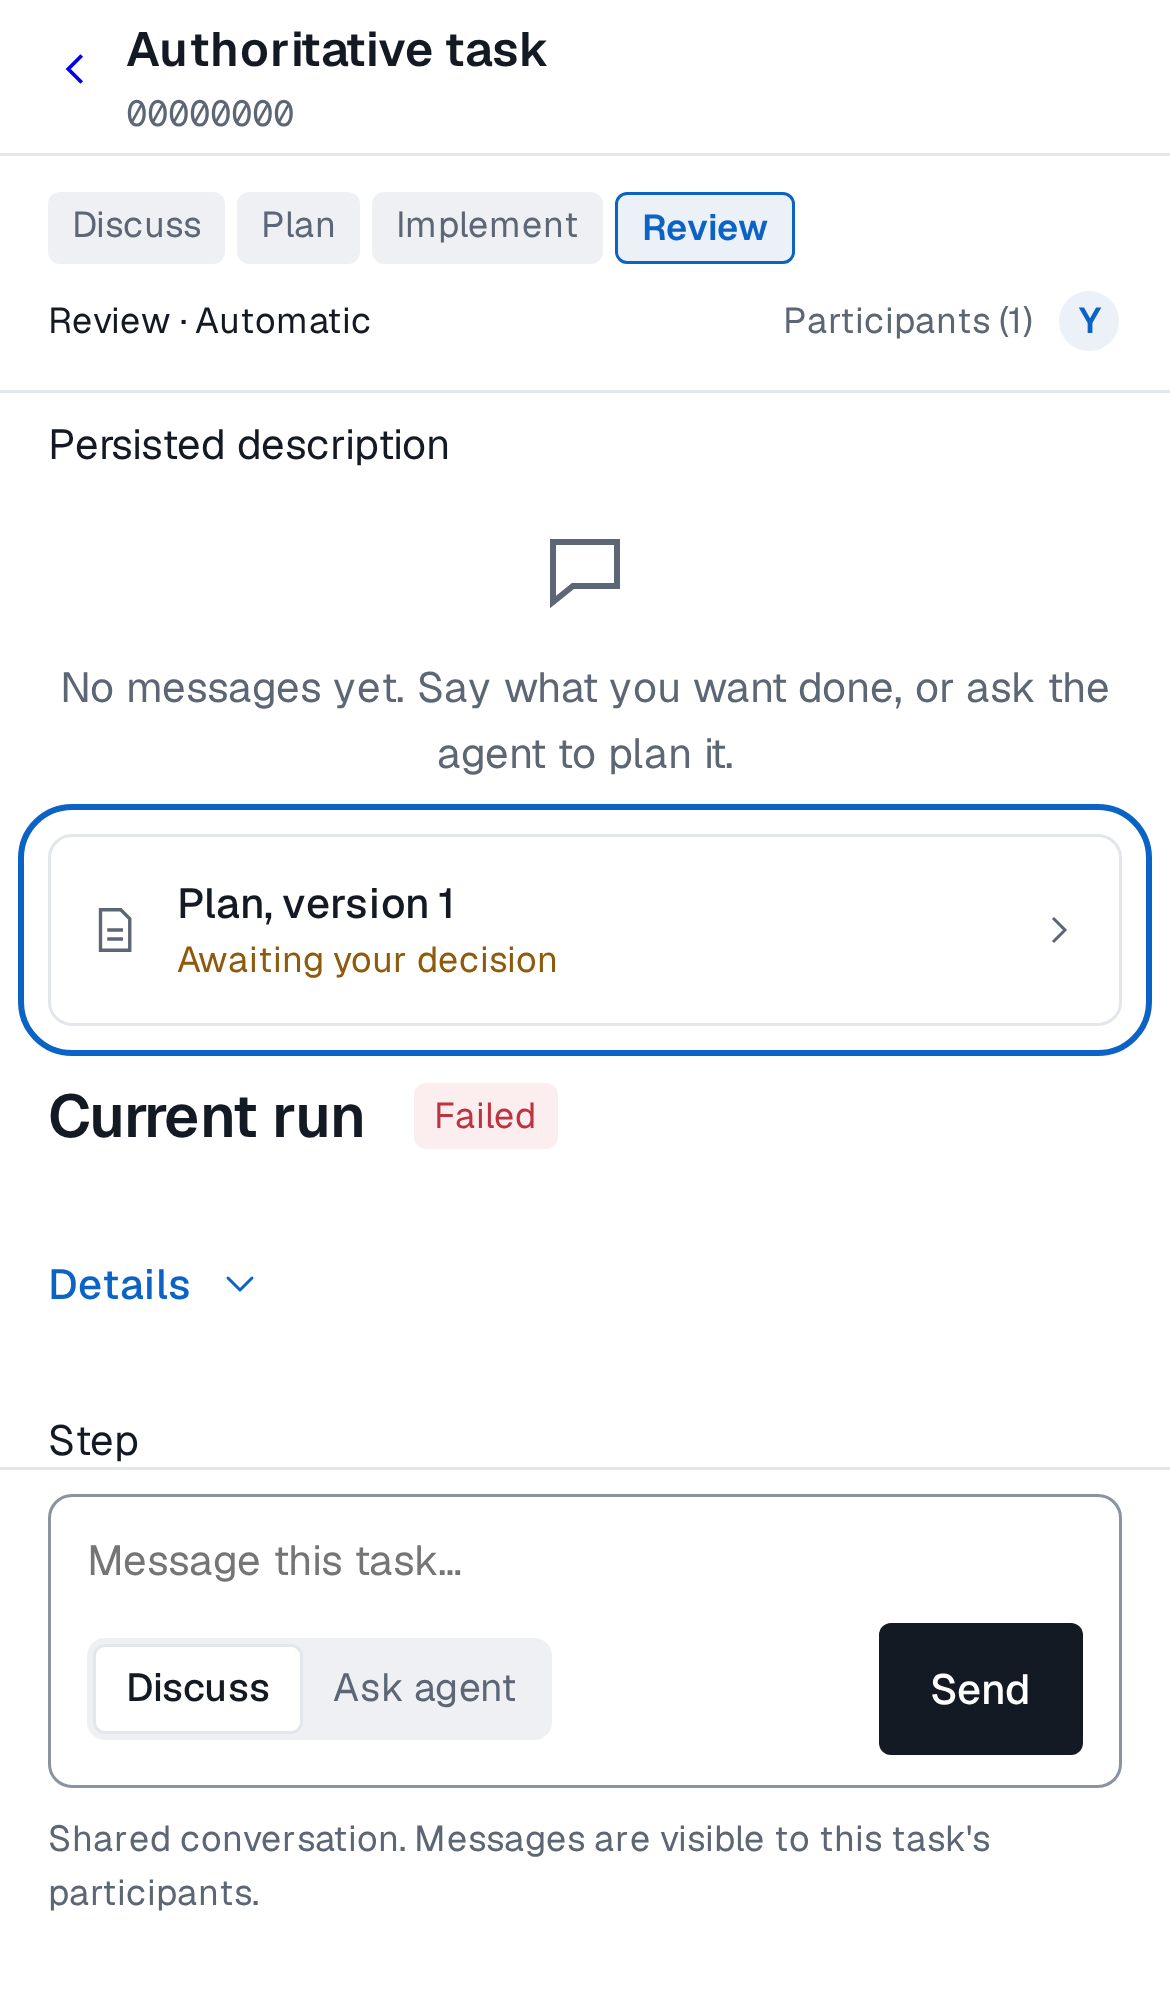 Authoritative task
00000000
Discuss Plan Implement Review
Review · Automatic Participants (1) Y
Persisted description
No messages yet. Say what you want done, or ask the
agent to plan it.
Plan, version 1
Awaiting your decision
Current run Failed
Details
Step
Message this task…
Discuss Ask agent Send
Shared conversation. Messages are visible to this task's
participants.